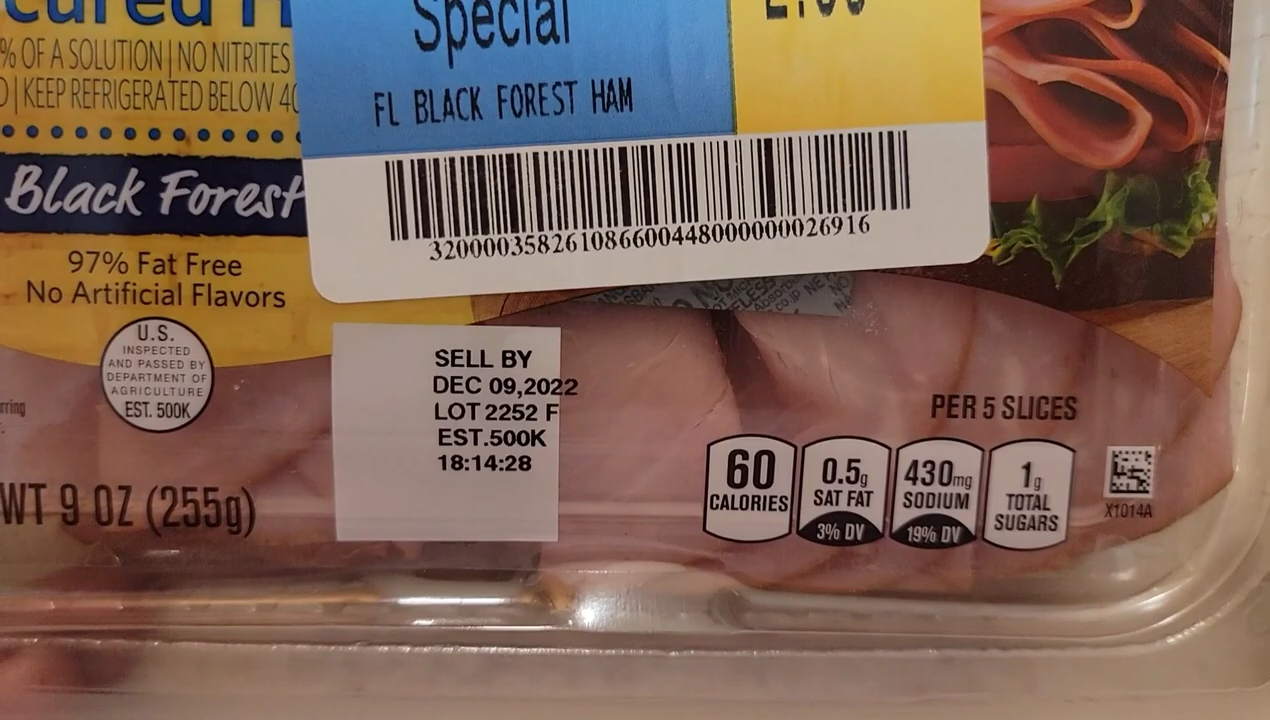 cured H
Special
FL BLACK FOREST HAM
32000035826108660044800000000026916
% OF A SOLUTION | NO NITRITES
| KEEP REFRIGERATED BELOW 40
Black Forest
97% Fat Free
No Artificial Flavors
U.S.
INSPECTED
AND PASSED BY
DEPARTMENT OF
AGRICULTURE
EST. 500K
WT 9 OZ (255g)
SELL BY
DEC 09,2022
LOT 2252 F
EST.500K
18:14:28
PER 5 SLICES
60
CALORIES
0.5g
SAT FAT
3% DV
430mg
SODIUM
19% DV
1g
TOTAL
SUGARS
X1014A